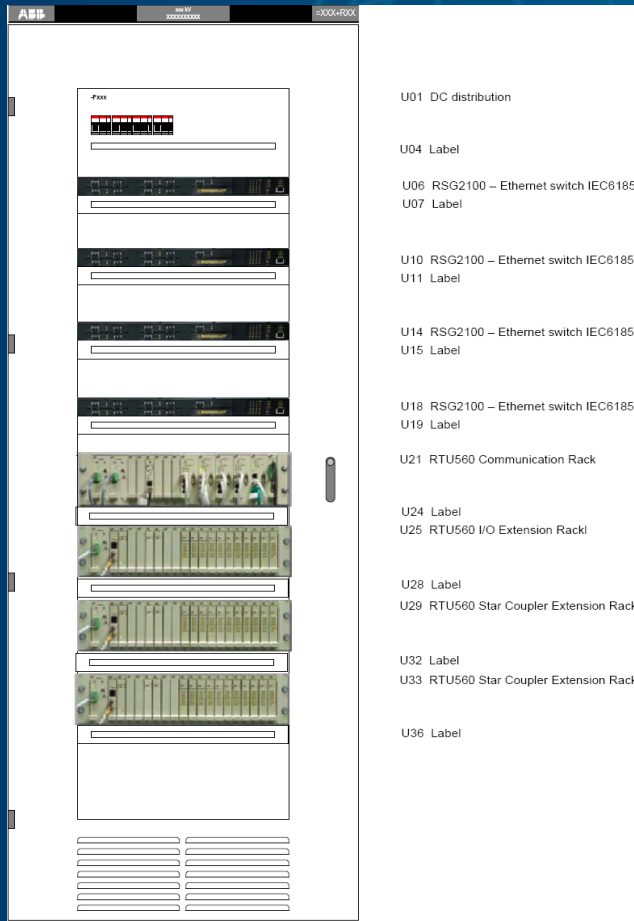 ABB
xxx kV
XXXXXXXXXX
=XXX+RXX
-Fxxx
U01 DC distribution
U04 Label
U06 RSG2100 – Ethernet switch IEC6185
U07 Label
U10 RSG2100 – Ethernet switch IEC6185
U11 Label
U14 RSG2100 – Ethernet switch IEC6185
U15 Label
U18 RSG2100 – Ethernet switch IEC6185
U19 Label
U21 RTU560 Communication Rack
U24 Label
U25 RTU560 I/O Extension Rackl
U28 Label
U29 RTU560 Star Coupler Extension Rack
U32 Label
U33 RTU560 Star Coupler Extension Rack
U36 Label